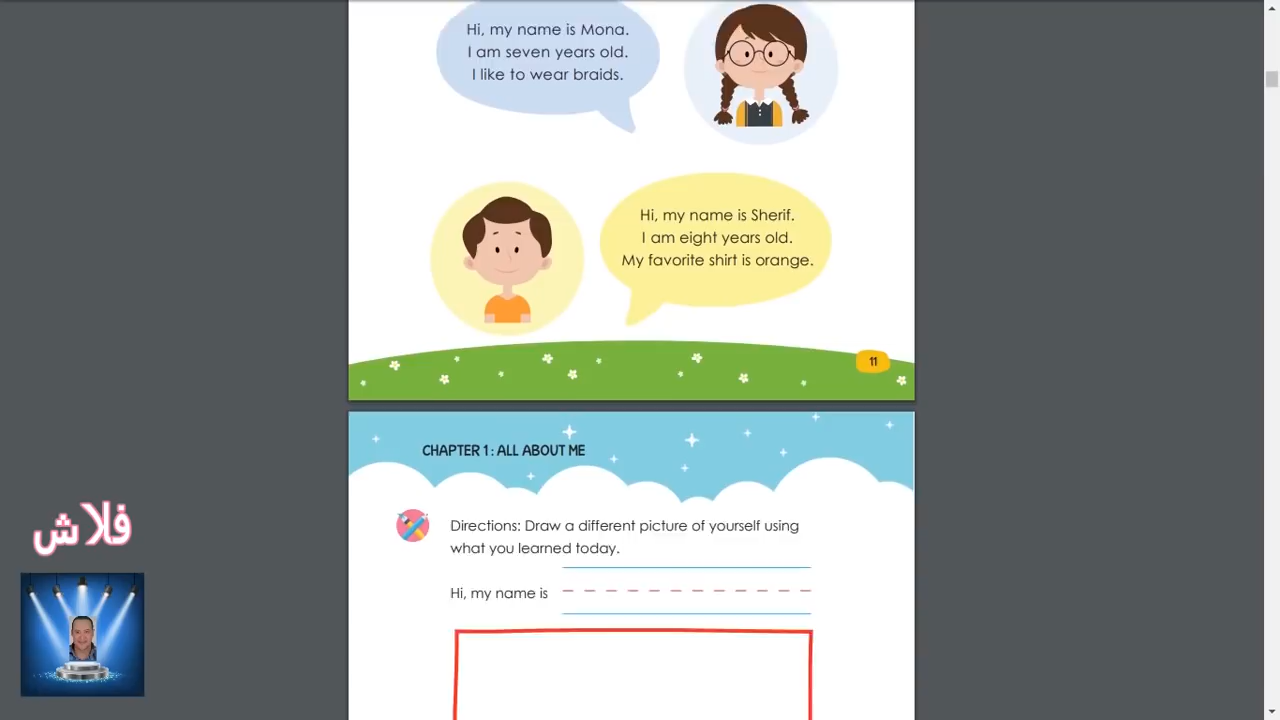 Hi, my name is Mona.
I am seven years old.
I like to wear braids.
Hi, my name is Sherif.
I am eight years old.
My favorite shirt is orange.
11
CHAPTER 1 : ALL ABOUT ME
Directions: Draw a different picture of yourself using
what you learned today.
Hi, my name is
فلاش